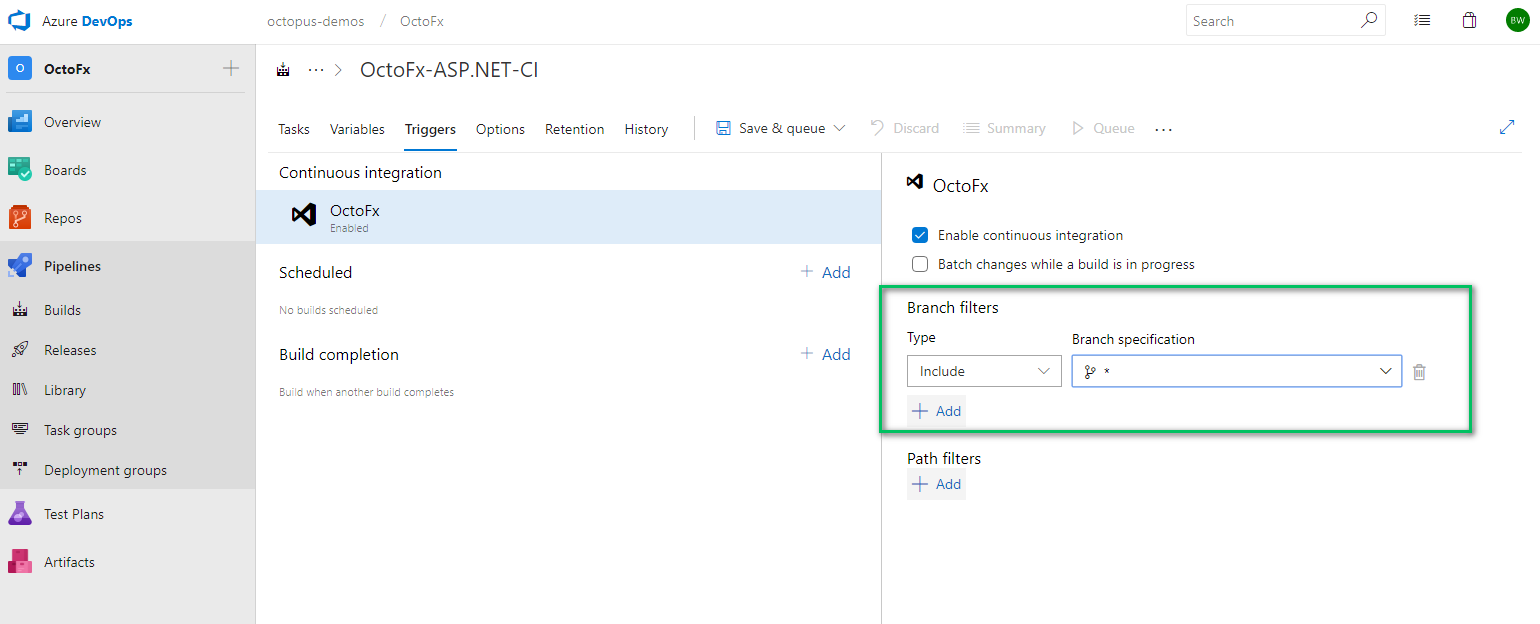 Azure DevOps
octopus-demos / OctoFx
Search
BW
O OctoFx
Overview
Boards
Repos
Pipelines
Builds
Releases
Library
Task groups
Deployment groups
Test Plans
Artifacts
... > OctoFx-ASP.NET-CI
Tasks Variables Triggers Options Retention History Save & queue Discard Summary Queue ...
Continuous integration
OctoFx
Enabled
Scheduled + Add
No builds scheduled
Build completion + Add
Build when another build completes
OctoFx
Enable continuous integration
Batch changes while a build is in progress
Branch filters
Type Branch specification
Include *
+ Add
Path filters
+ Add